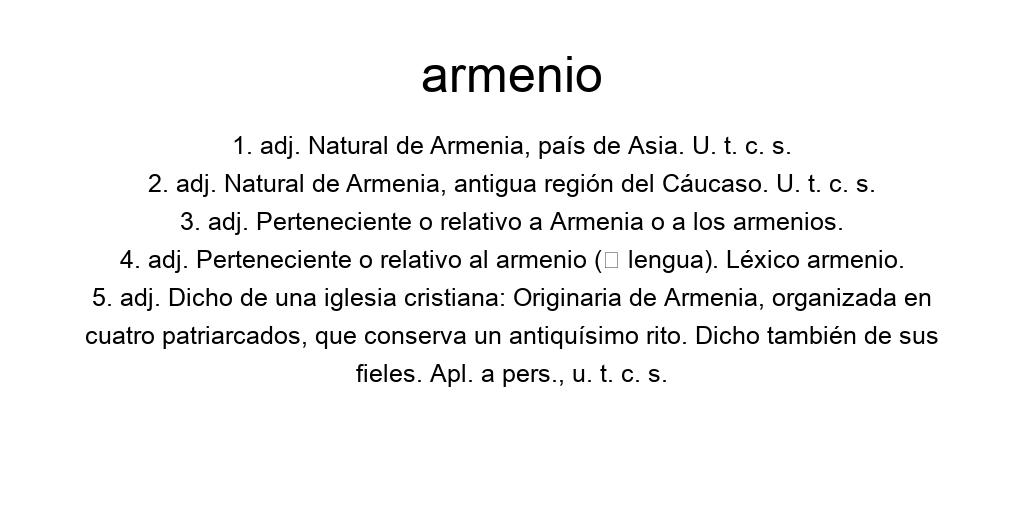 armenio
1. adj. Natural de Armenia, país de Asia. U. t. c. s.
2. adj. Natural de Armenia, antigua región del Cáucaso. U. t. c. s.
3. adj. Perteneciente o relativo a Armenia o a los armenios.
4. adj. Perteneciente o relativo al armenio (□ lengua). Léxico armenio.
5. adj. Dicho de una iglesia cristiana: Originaria de Armenia, organizada en
cuatro patriarcados, que conserva un antiquísimo rito. Dicho también de sus
fieles. Apl. a pers., u. t. c. s.